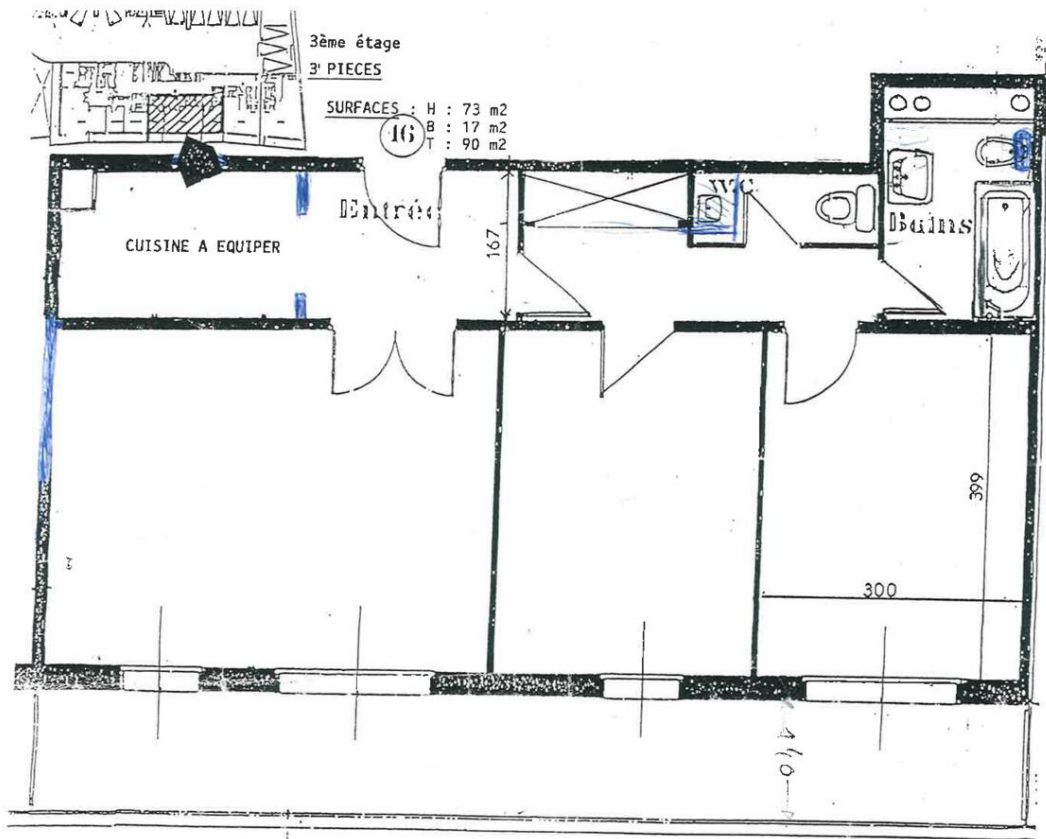 3ème étage
3' PIECES
SURFACES : H : 73 m2
B : 17 m2
T : 90 m2
16
Entrée
WC
Bains
CUISINE A EQUIPER
167
399
300
140